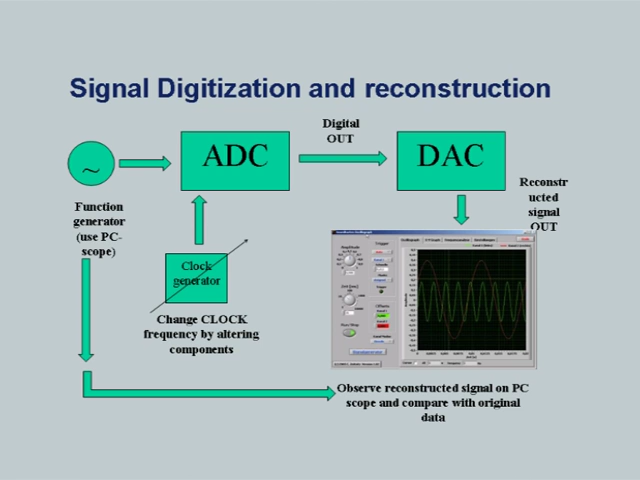 Signal Digitization and reconstruction
Digital
OUT
~
ADC
DAC
Reconstr
ucted
signal
OUT
Function
generator
(use PC-
scope)
Clock
generator
Change CLOCK
frequency by altering
components
Observe reconstructed signal on PC
scope and compare with original
data